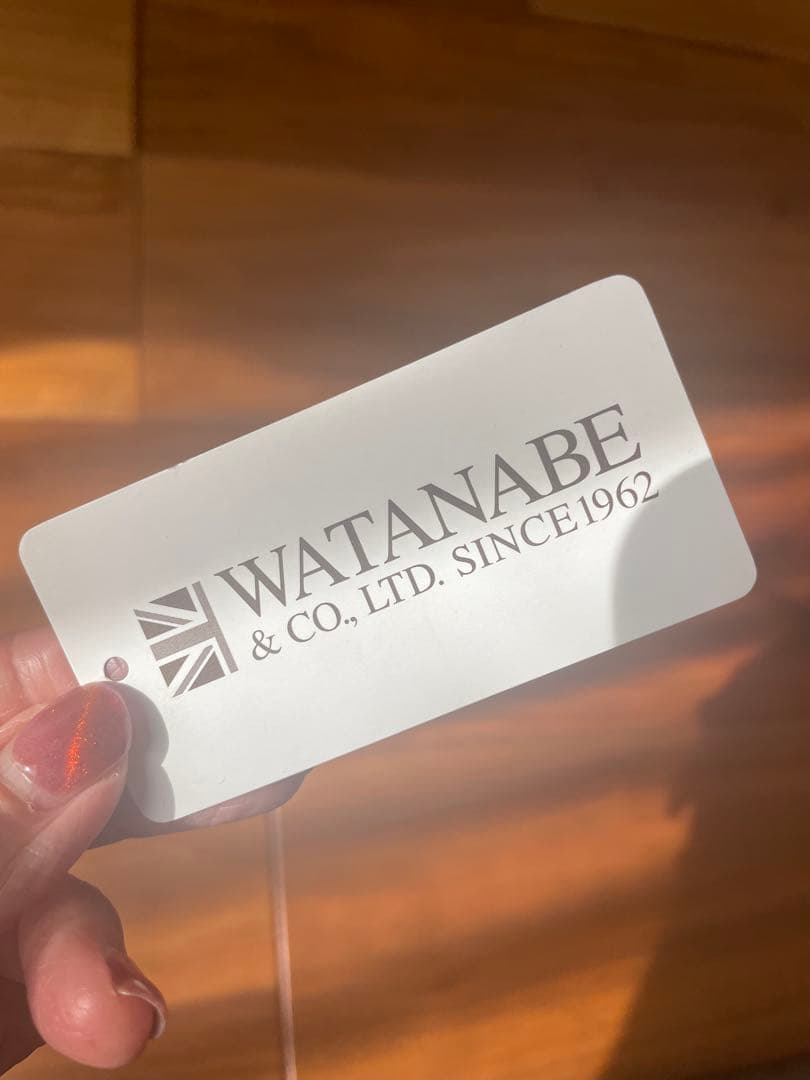 WATANABE
& CO., LTD. SINCE1962